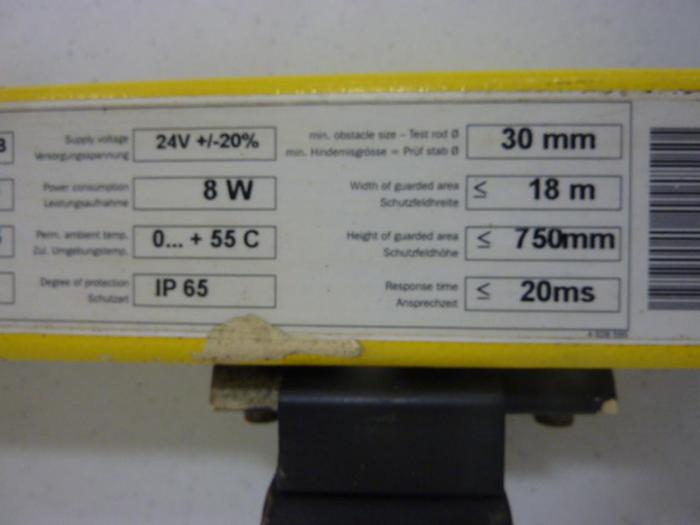 Supply voltage
Versorgungsspannung
24V +/-20%
Power consumption
Leistungsaufnahme
8 W
Perm. ambient temp.
Zul. Umgebungstemp.
0... + 55 C
Degree of protection
Schutzart
IP 65
min. obstacle size – Test rod Ø
min. Hindernisgrösse = Prüf stab Ø
30 mm
Width of guarded area
Schutzfeldbreite
≤ 18 m
Height of guarded area
Schutzfeldhöhe
≤ 750mm
Response time
Ansprechzeit
≤ 20ms